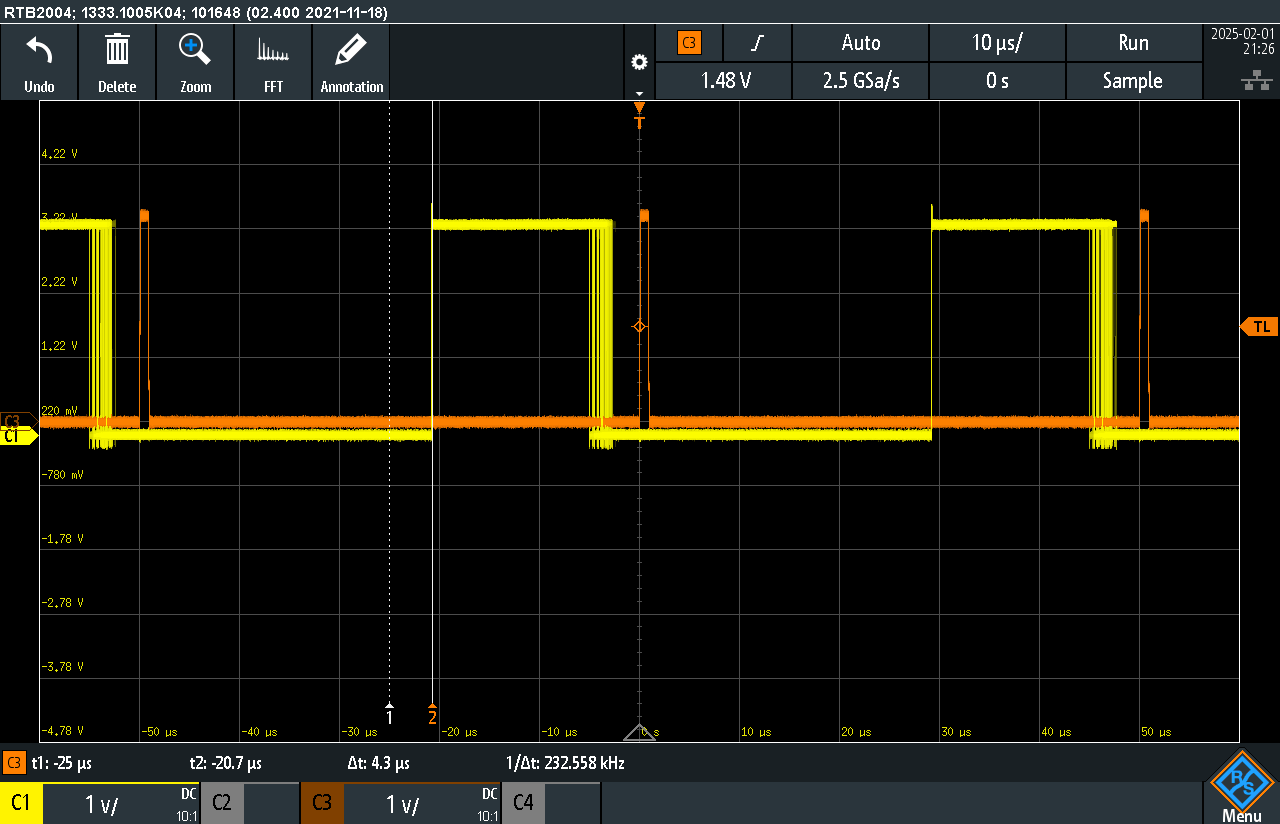 RTB2004; 1333.1005K04; 101648 (02.400 2021-11-18)
Undo
Delete
Zoom
FFT
Annotation
C3
Auto
10 µs/
Run
2025-02-01
21:26
1.48 V
2.5 GSa/s
0 s
Sample
T
4.22 V
3.22 V
2.22 V
1.22 V
220 mV
-780 mV
-1.78 V
-2.78 V
-3.78 V
-4.78 V
C3
C1
TL
1
2
-50 µs
-40 µs
-30 µs
-20 µs
-10 µs
0 s
10 µs
20 µs
30 µs
40 µs
50 µs
C3 t1: -25 µs t2: -20.7 µs Δt: 4.3 µs 1/Δt: 232.558 kHz
C1 1 V/ DC 10:1
C2
C3 1 V/ DC 10:1
C4
R S
Menu